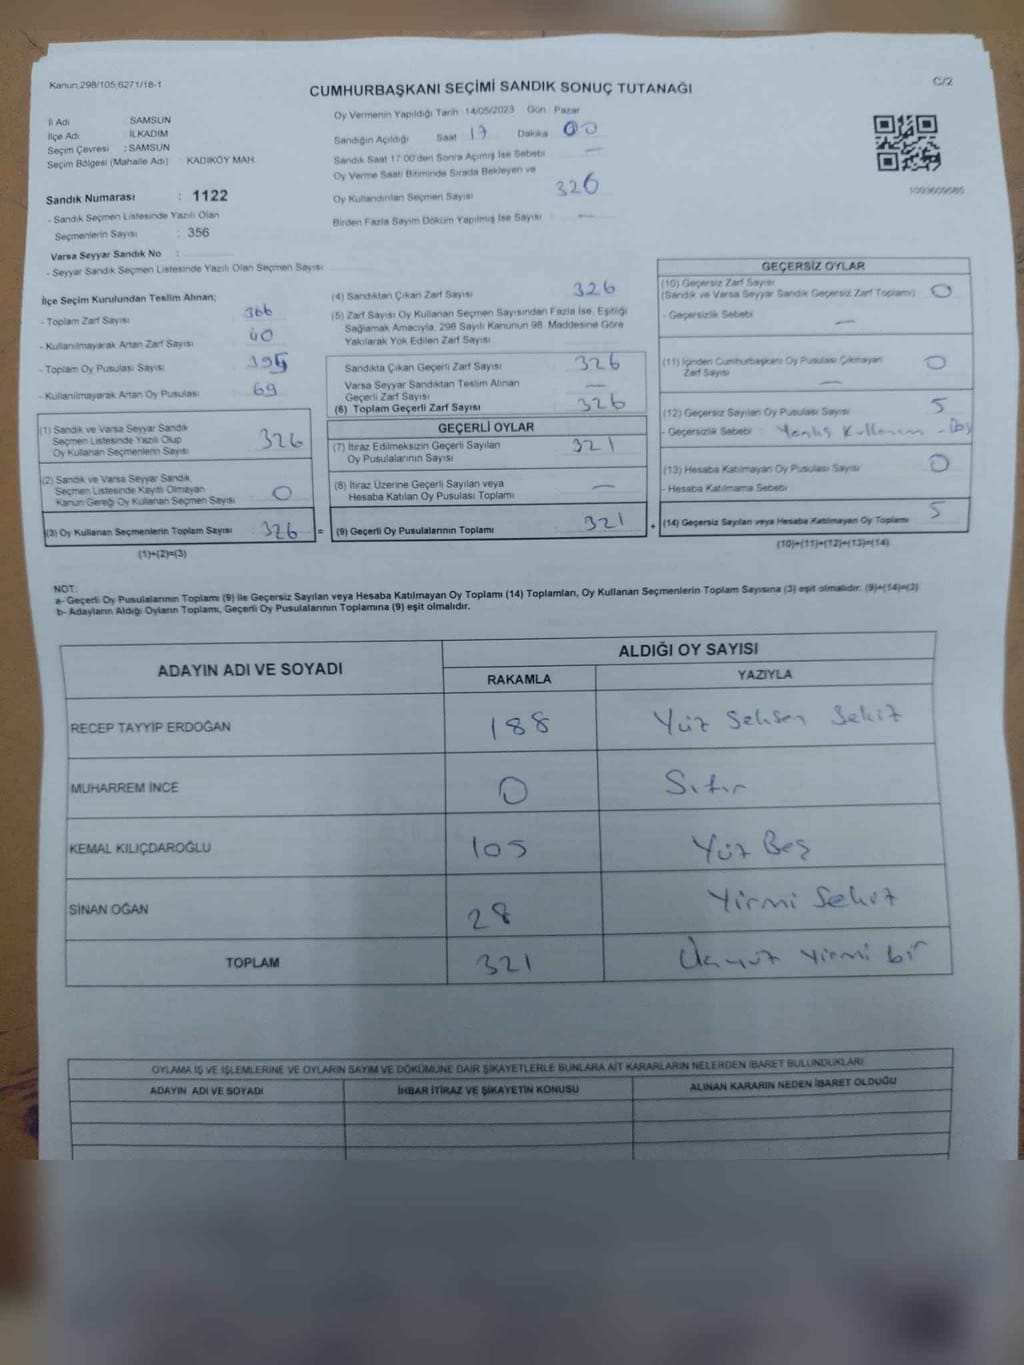 Kanun,298/105,6271/18-1
C/2
CUMHURBAŞKANI SEÇİMİ SANDIK SONUÇ TUTANAĞI
İl Adı SAMSUN
İlçe Adı İLKADIM
Seçim Çevresi : SAMSUN
Seçim Bölgesi (Mahalle Adı) KADIKÖY MAH.
Sandık Numarası : 1122
- Sandık Seçmen Listesinde Yazılı Olan
Seçmenlerin Sayısı : 356
Varsa Seyyar Sandık No :
- Seyyar Sandık Seçmen Listesinde Yazılı Olan Seçmen Sayısı
Oy Vermenin Yapıldığı Tarih 14/05/2023 Gün Pazar
Sandığın Açıldığı Saat 17 Dakika 00
Sandık Saat 17:00'den Sonra Açımış İse Sebebi —
Oy Verme Saati Bitiminde Sırada Bekleyen ve
Oy Kullandırılan Seçmen Sayısı 326
Birden Fazla Sayım Döküm Yapılmış İse Sayısı —
1093609585
İlçe Seçim Kurulundan Teslim Alınan;
- Toplam Zarf Sayısı 366
- Kullanılmayarak Artan Zarf Sayısı 40
- Toplam Oy Pusulası Sayısı 395
- Kullanılmayarak Artan Oy Pusulası 69
(1) Sandık ve Varsa Seyyar Sandık
Seçmen Listesinde Yazılı Olup
Oy Kullanan Seçmenlerin Sayısı 326
(2) Sandık ve Varsa Seyyar Sandık
Seçmen Listesinde Kayıtlı Olmayan
Kanun Gereği Oy Kullanan Seçmen Sayısı 0
(3) Oy Kullanan Seçmenlerin Toplam Sayısı 326 =
(1)+(2)=(3)
(4) Sandıktan Çıkan Zarf Sayısı 326
(5) Zarf Sayısı Oy Kullanan Seçmen Sayısından Fazla İse, Eşitliği
Sağlamak Amacıyla, 298 Sayılı Kanunun 98. Maddesine Göre
Yakılarak Yok Edilen Zarf Sayısı
Sandıkta Çıkan Geçerli Zarf Sayısı 326
Varsa Seyyar Sandıktan Teslim Alınan
Geçerli Zarf Sayısı —
(6) Toplam Geçerli Zarf Sayısı 326
GEÇERLİ OYLAR
(7) İtiraz Edilmeksizin Geçerli Sayılan
Oy Pusulalarının Sayısı 321
(8) İtiraz Üzerine Geçerli Sayılan veya
Hesaba Katılan Oy Pusulası Toplamı —
(9) Geçerli Oy Pusulalarının Toplamı 321 +
GEÇERSİZ OYLAR
(10) Geçersiz Zarf Sayısı
(Sandık ve Varsa Seyyar Sandık Geçersiz Zarf Toplamı) 0
- Geçersizlik Sebebi —
(11) İçinden Cumhurbaşkanı Oy Pusulası Çıkmayan
Zarf Sayısı 0
—
(12) Geçersiz Sayılan Oy Pusulası Sayısı 5
- Geçersizlik Sebebi Yanlış Kullanım - (b)
(13) Hesaba Katılmayan Oy Pusulası Sayısı 0
- Hesaba Katılmama Sebebi
(14) Geçersiz Sayılan veya Hesaba Katılmayan Oy Toplamı 5
(10)+(11)+(12)+(13)=(14)
NOT:
a- Geçerli Oy Pusulalarının Toplamı (9) ile Geçersiz Sayılan veya Hesaba Katılmayan Oy Toplamı (14) Toplamları, Oy Kullanan Seçmenlerin Toplam Sayısına (3) eşit olmalıdır. (9)+(14)=(3)
b- Adayların Aldığı Oyların Toplamı, Geçerli Oy Pusulalarının Toplamına (9) eşit olmalıdır.
ADAYIN ADI VE SOYADI
ALDIĞI OY SAYISI
RAKAMLA YAZIYLA
RECEP TAYYİP ERDOĞAN 188 Yüz Seksen Sekiz
MUHARREM İNCE 0 Sıfır
KEMAL KILIÇDAROĞLU 105 Yüz Beş
SİNAN OĞAN 28 Yirmi Sekiz
TOPLAM 321 Üçyüz Yirmi bir
OYLAMA İŞ VE İŞLEMLERİNE VE OYLARIN SAYIM VE DÖKÜMÜNE DAİR ŞİKAYETLERLE BUNLARA AİT KARARLARIN NELERDEN İBARET BULUNDUKLARI
ADAYIN ADI VE SOYADI İHBAR İTİRAZ VE ŞİKAYETİN KONUSU ALINAN KARARIN NEDEN İBARET OLDUĞU